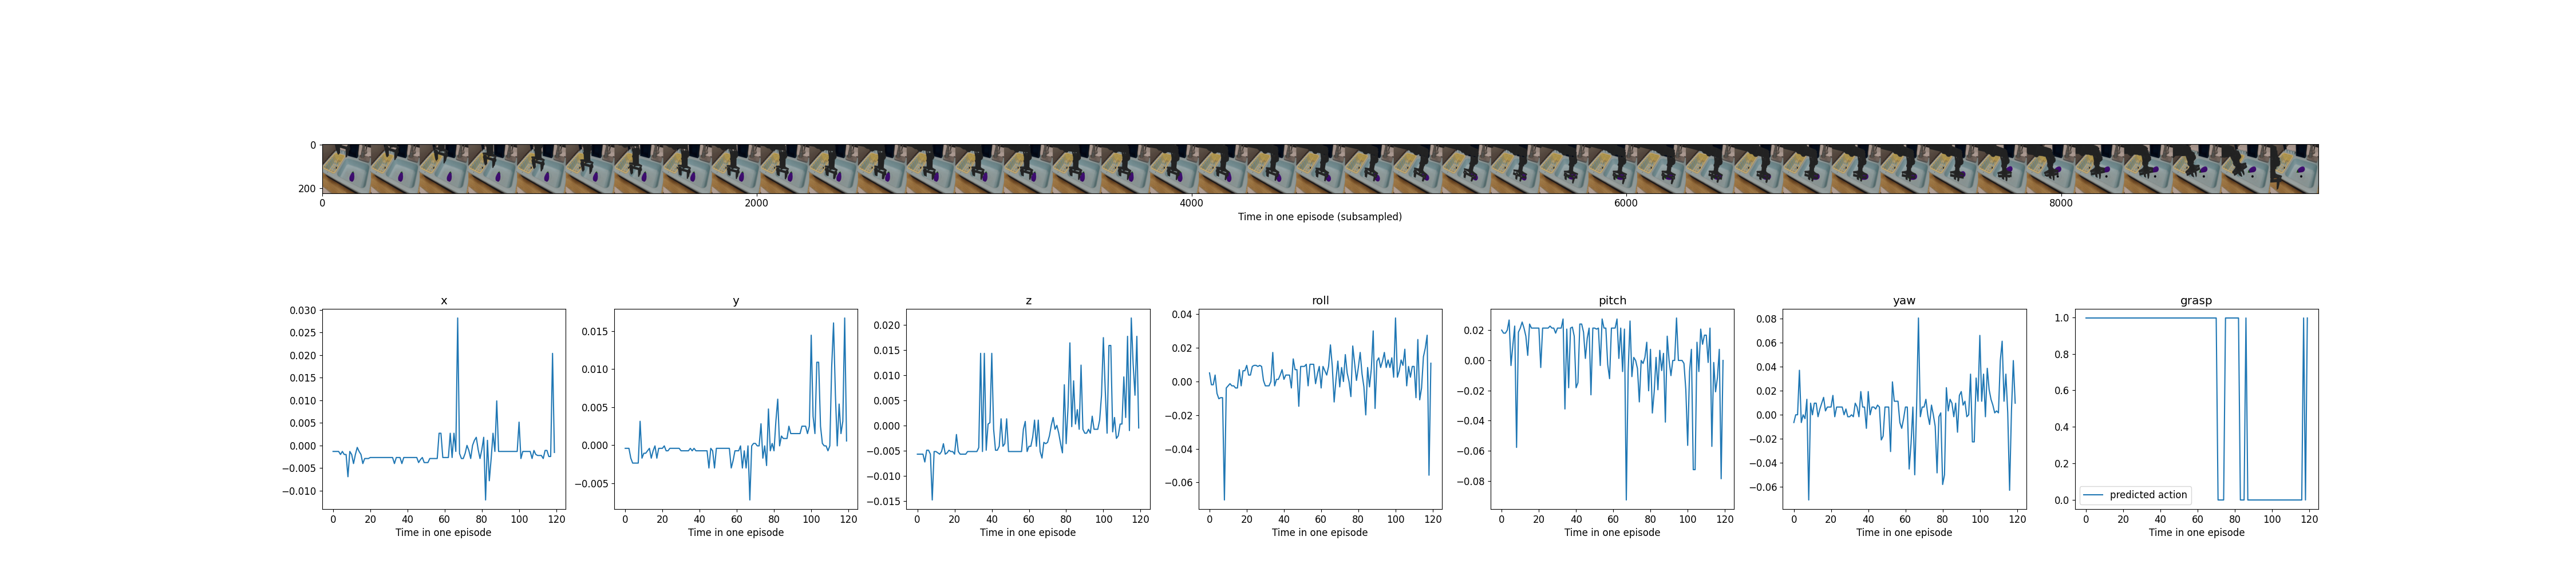 0
200
0 2000 4000 6000 8000
Time in one episode (subsampled)
x
0.030
0.025
0.020
0.015
0.010
0.005
0.000
−0.005
−0.010
0 20 40 60 80 100 120
Time in one episode
y
0.015
0.010
0.005
0.000
−0.005
0 20 40 60 80 100 120
Time in one episode
z
0.020
0.015
0.010
0.005
0.000
−0.005
−0.010
−0.015
0 20 40 60 80 100 120
Time in one episode
roll
0.04
0.02
0.00
−0.02
−0.04
−0.06
0 20 40 60 80 100 120
Time in one episode
pitch
0.02
0.00
−0.02
−0.04
−0.06
−0.08
0 20 40 60 80 100 120
Time in one episode
yaw
0.08
0.06
0.04
0.02
0.00
−0.02
−0.04
−0.06
0 20 40 60 80 100 120
Time in one episode
grasp
1.0
0.8
0.6
0.4
0.2
0.0
predicted action
0 20 40 60 80 100 120
Time in one episode